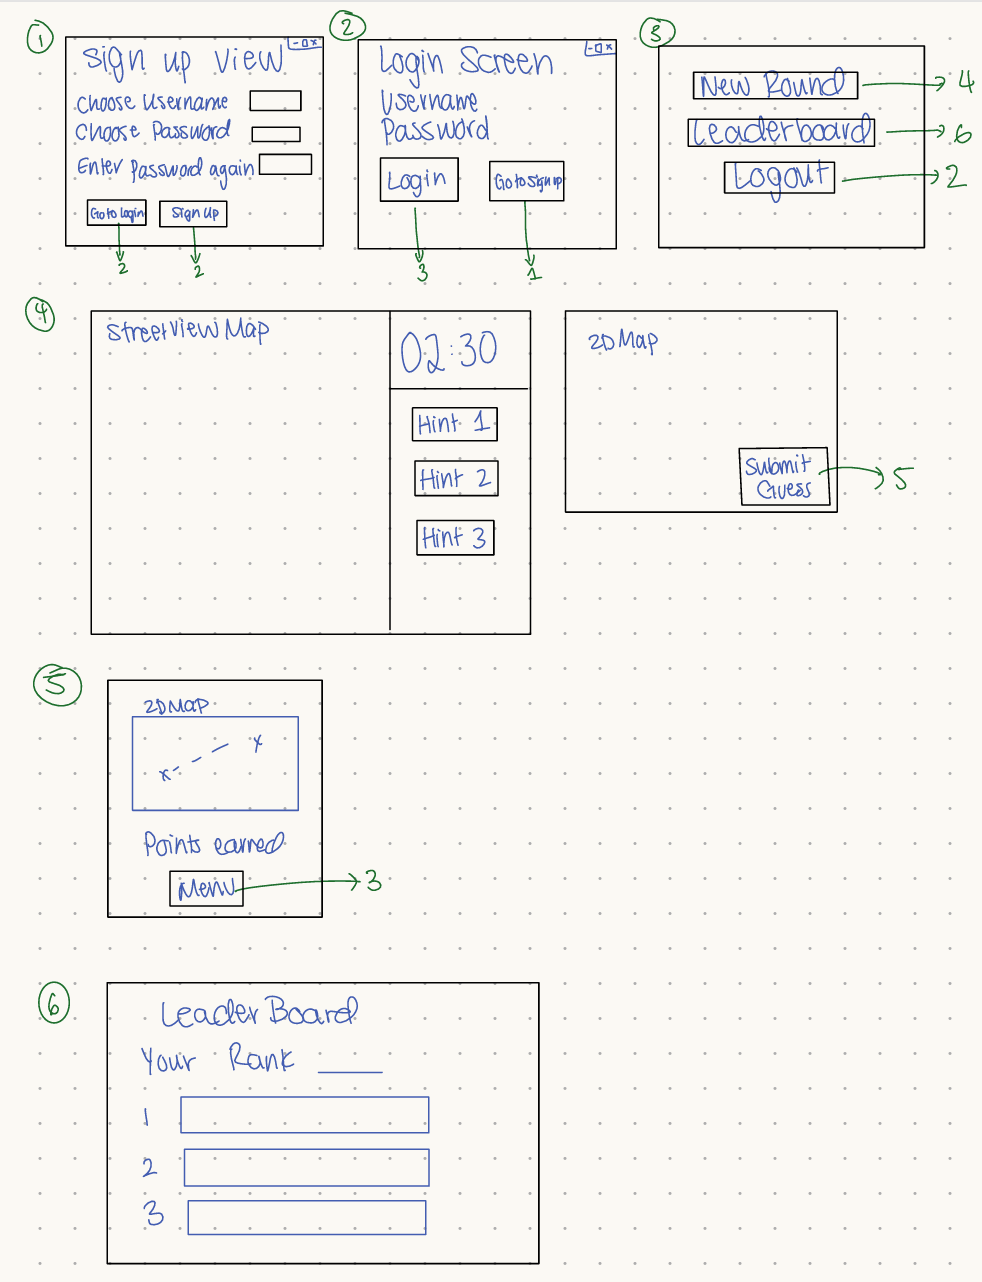 1
Sign up view
- □ x
Choose Username
Choose Password
Enter Password again
Go to Login
Sign Up
2
2
2
- □ x
Login Screen
Username
Password
Login
Go to Sign up
3
1
3
New Round
4
Leaderboard
6
Logout
2
4
Street View Map
02:30
Hint 1
Hint 2
Hint 3
2D Map
Submit
Guess
5
5
2D Map
x
x
Points earned
Menu
3
6
Leader Board
Your Rank ____
1
2
3